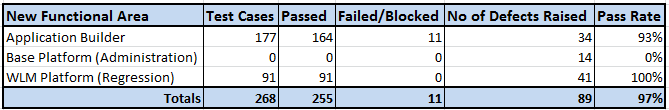 New Functional Area Test Cases Passed Failed/Blocked No of Defects Raised Pass Rate
Application Builder 177 164 11 34 93%
Base Platform (Administration) 0 0 0 14 0%
WLM Platform (Regression) 91 91 0 41 100%
Totals 268 255 11 89 97%